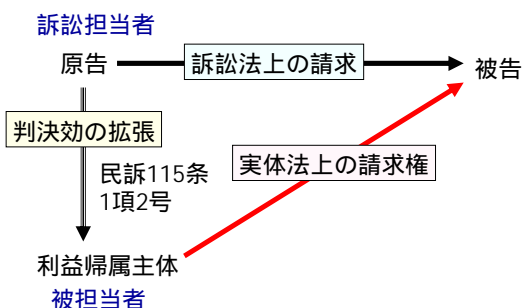 訴訟担当者
原告
訴訟法上の請求
被告
判決効の拡張
民訴115条
1項2号
実体法上の請求権
利益帰属主体
被担当者